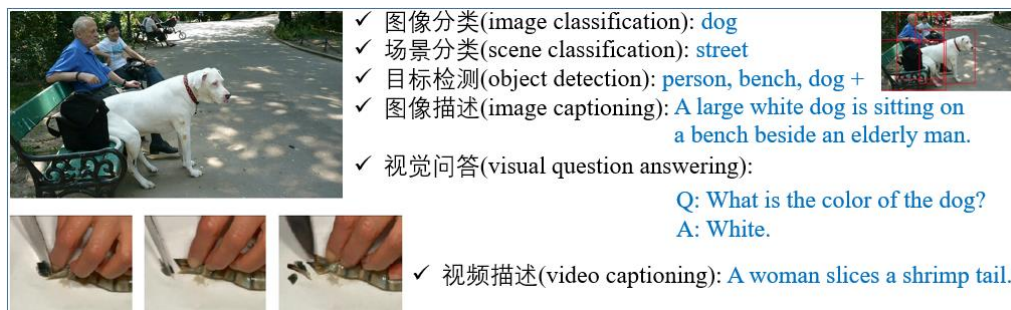 ✓ 图像分类(image classification): dog
✓ 场景分类(scene classification): street
✓ 目标检测(object detection): person, bench, dog +
✓ 图像描述(image captioning): A large white dog is sitting on
a bench beside an elderly man.
✓ 视觉问答(visual question answering):
Q: What is the color of the dog?
A: White.
✓ 视频描述(video captioning): A woman slices a shrimp tail.